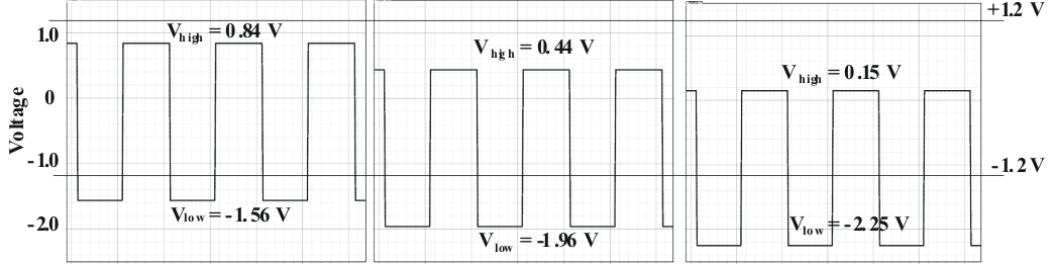 +1.2 V
V high = 0.84 V
1.0
V high = 0.44 V
V high = 0.15 V
0
Voltage
-1.0
-1.2 V
V low = -1.56 V
V low = -2.25 V
-2.0
V low = -1.96 V